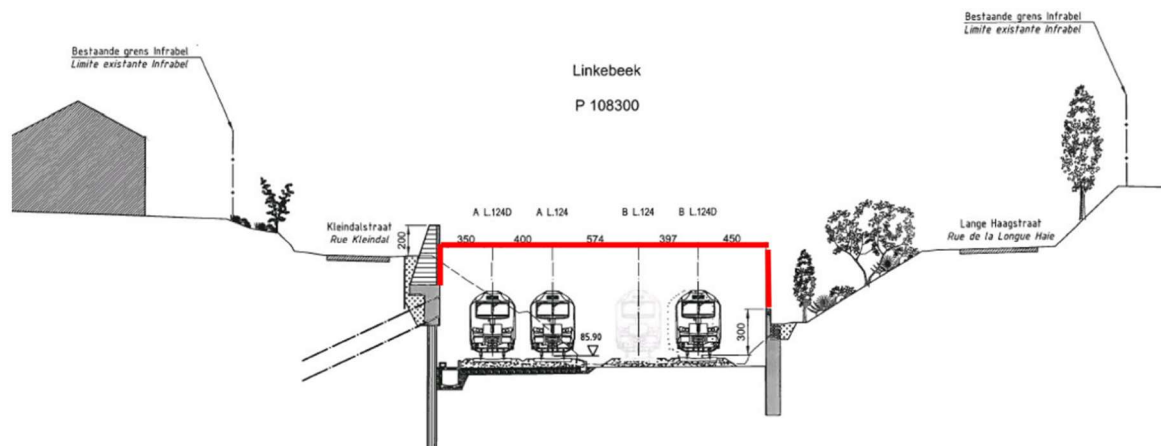 Bestaande grens Infrabel
Limite existante Infrabel
Bestaande grens Infrabel
Limite existante Infrabel
Linkebeek
P 108300
A L.124D
A L.124
B L.124
B L.124D
Kleindalstraat
Rue Kleindal
Lange Haagstraat
Rue de la Longue Haie
200
350
400
574
397
450
85.90
300